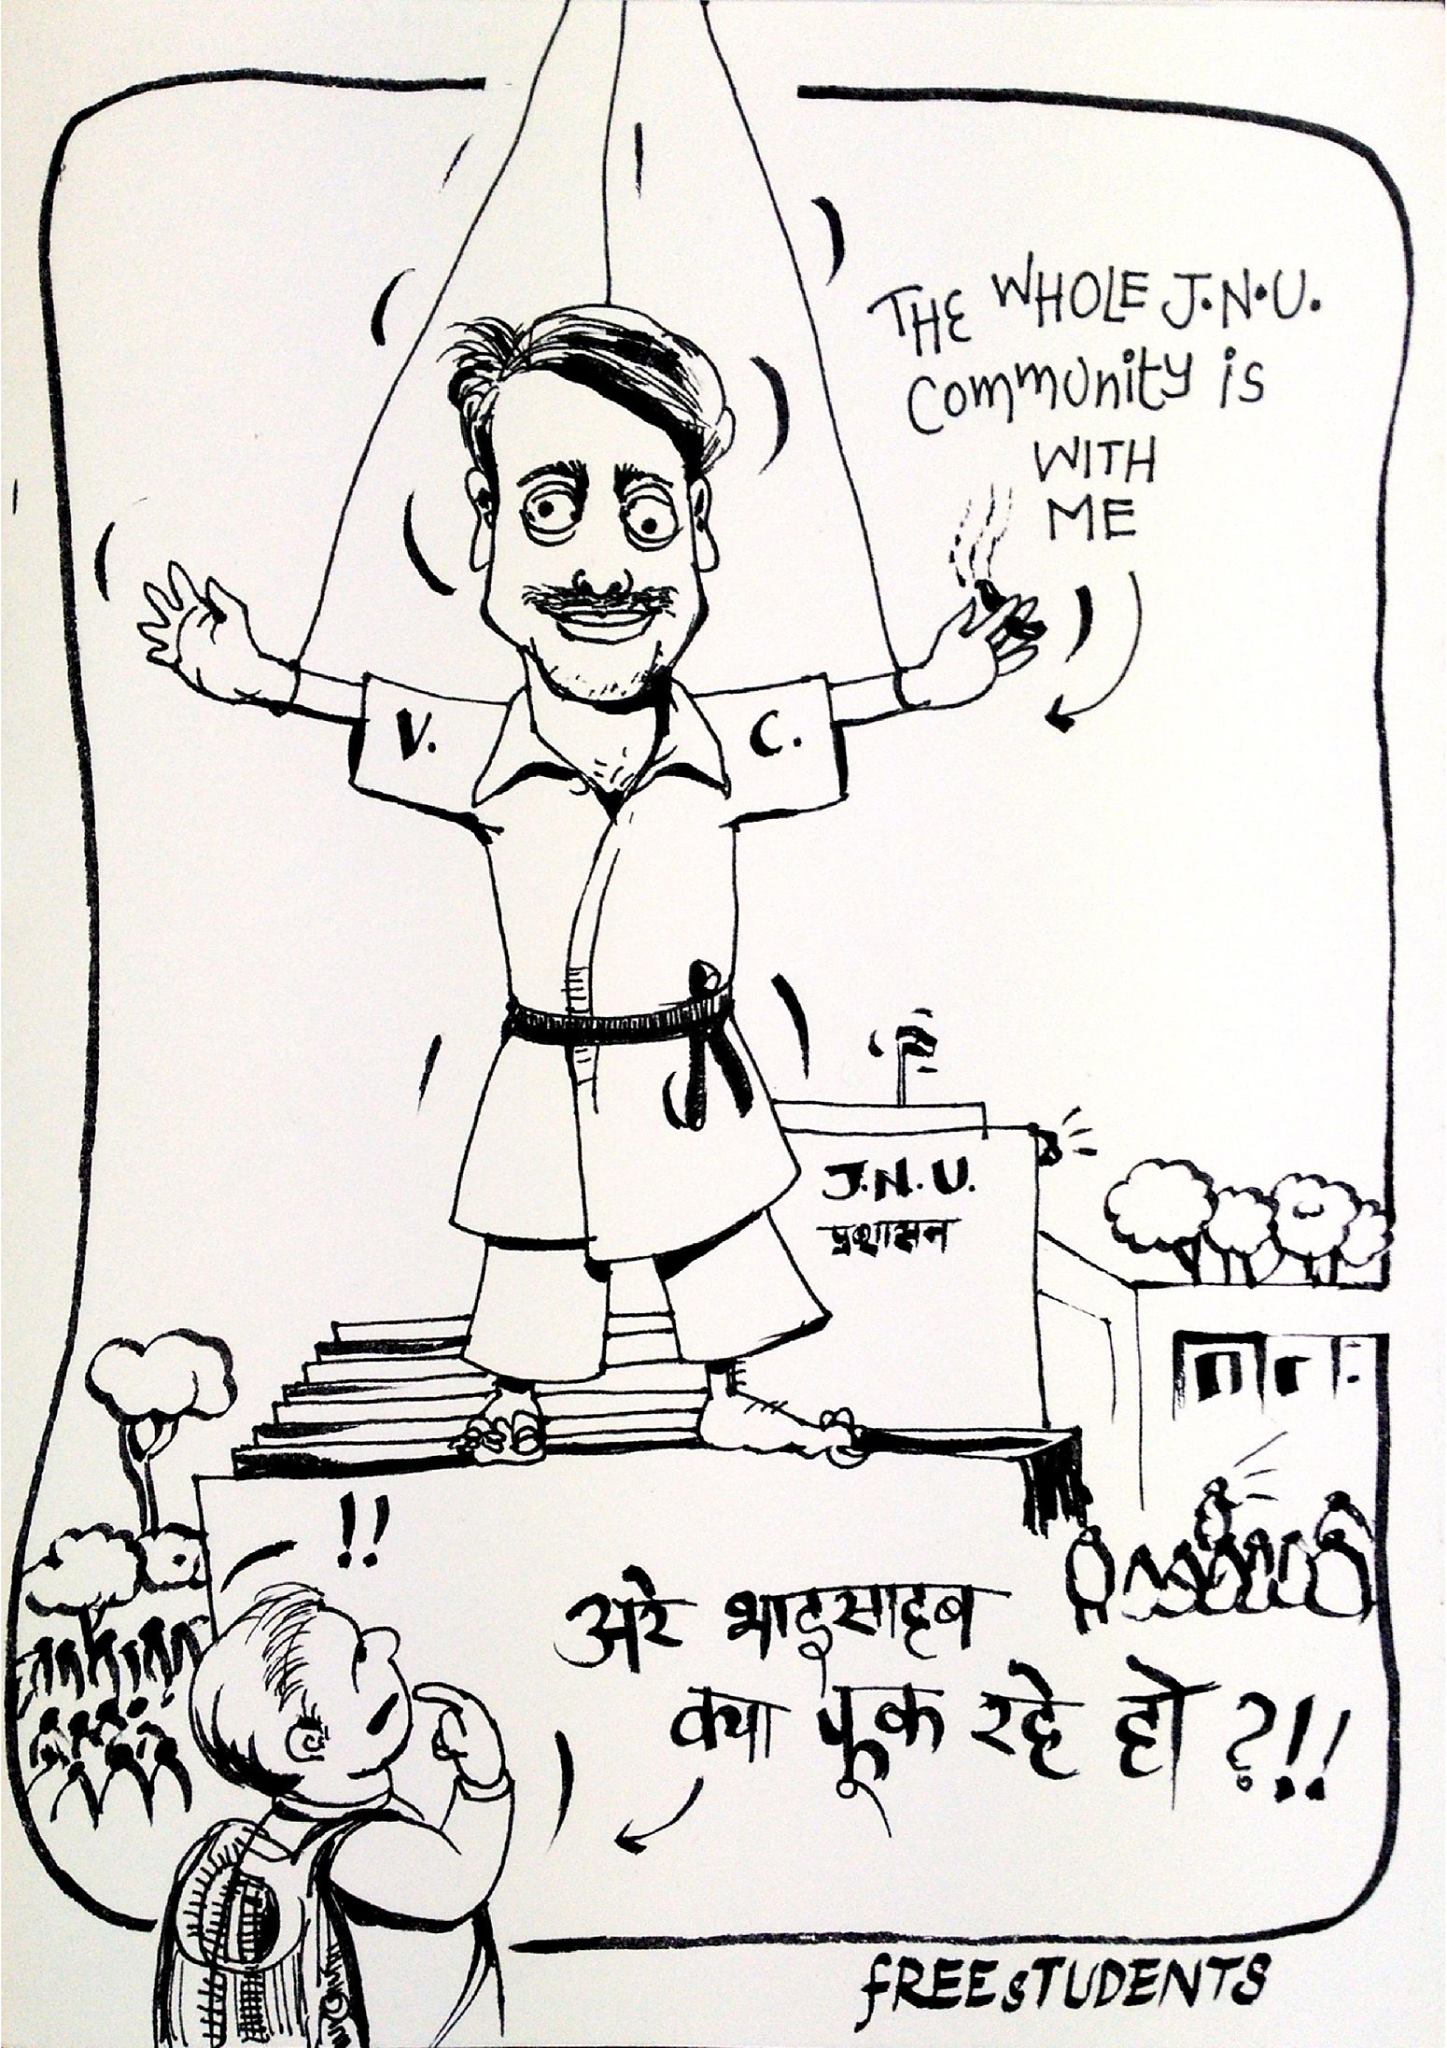 THE WHOLE J.N.U.
Community is
WITH
ME
V. C.
J.N.U.
प्रशासन
!!
अरे भाइसाहब
क्या फूक रहे हो ?!!
fREEsTUDENTS